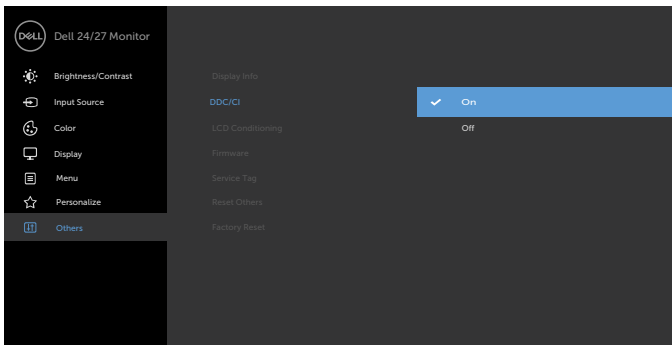 DELL Dell 24/27 Monitor
Brightness/Contrast
Input Source
Color
Display
Menu
Personalize
Others
Display Info
DDC/CI
LCD Conditioning
Firmware
Service Tag
Reset Others
Factory Reset
On
Off